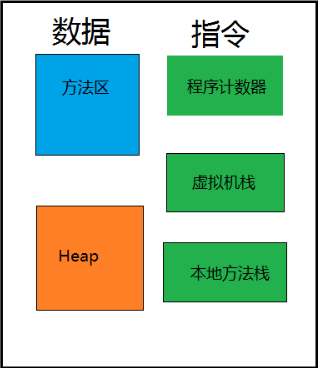 数据
指令
方法区
程序计数器
虚拟机栈
Heap
本地方法栈